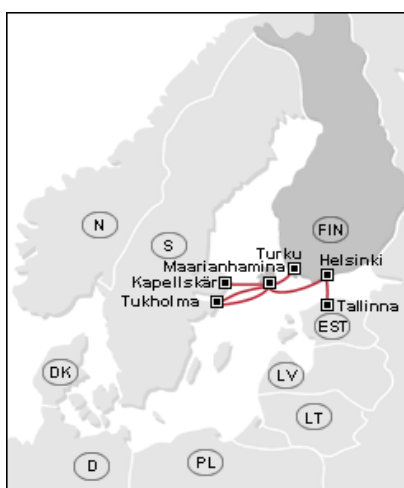 N
S
FIN
Turku
Maarianhamina
Helsinki
Kapellskär
Tukholma
Tallinna
EST
DK
LV
LT
D
PL